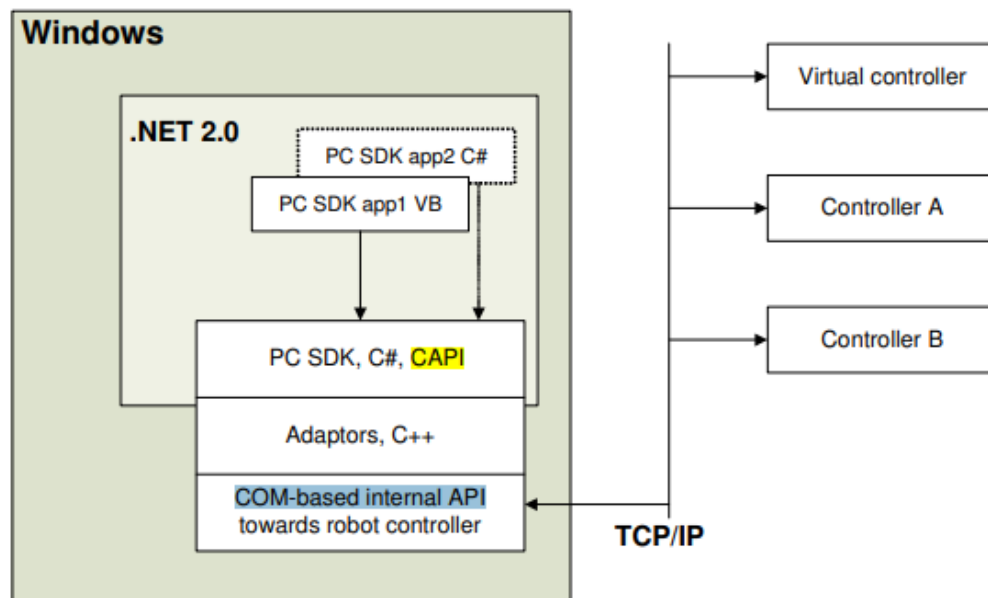 Windows
.NET 2.0
PC SDK app2 C#
PC SDK app1 VB
PC SDK, C#, CAPI
Adaptors, C++
COM-based internal API
towards robot controller
TCP/IP
Virtual controller
Controller A
Controller B